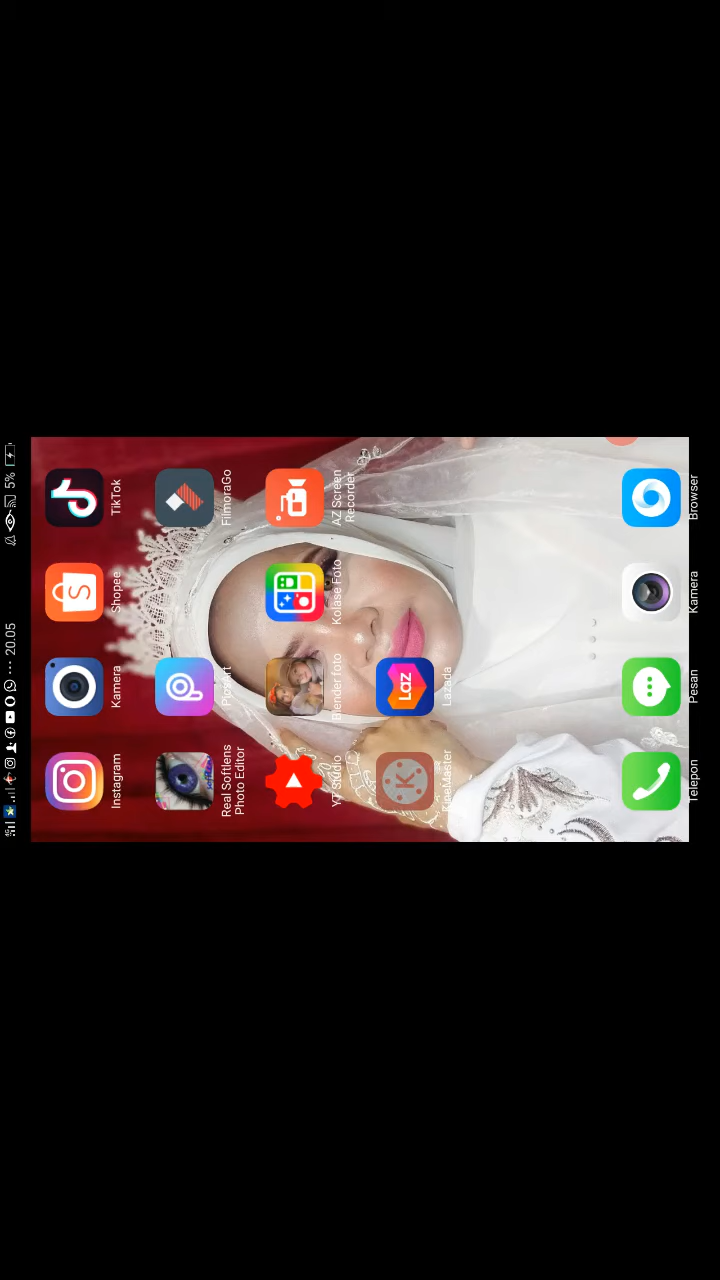 20.05
5%
Instagram
Kamera
Shopee
TikTok
Real Softlens
Photo Editor
PicsArt
FilmoraGo
YT Studio
Blender foto
Kolase Foto
AZ Screen
Recorder
KineMaster
Laz
Lazada
Telepon
Pesan
Kamera
Browser